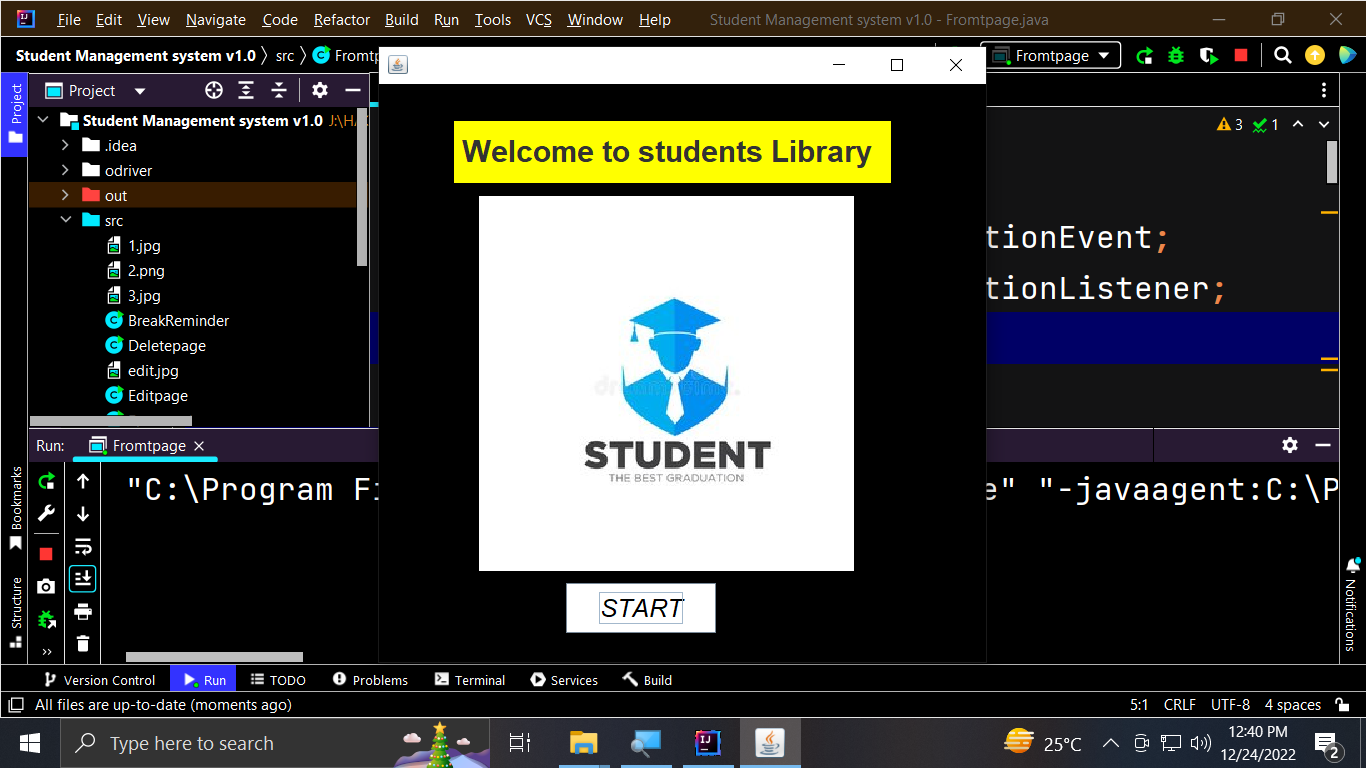 File Edit View Navigate Code Refactor Build Run Tools VCS Window Help Student Management system v1.0 - Fromtpage.java
Student Management system v1.0 src Fromtp Fromtpage
Project
Student Management system v1.0
.idea
odriver
out
src
1.jpg
2.png
3.jpg
BreakReminder
Deletepage
edit.jpg
Editpage
3 1
tionEvent;
tionListener;
Welcome to students Library
STUDENT
THE BEST GRADUATION
START
Run: Fromtpage
"C:\Program Fi e" "-javaagent:C:\P
Project
Bookmarks
Structure
Notifications
Version Control Run TODO Problems Terminal Services Build
All files are up-to-date (moments ago) 5:1 CRLF UTF-8 4 spaces
Type here to search 25°C 12:40 PM
12/24/2022 2